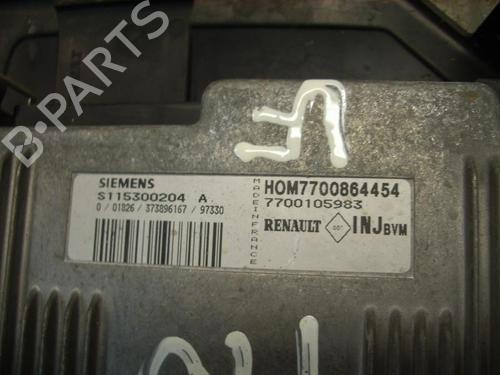 B-PARTS
SIEMENS
S115300204 A
0 / 01826 / 373896167 / 97330
MADE IN FRANCE
HOM7700864454
7700105983
RENAULT INJ BVM